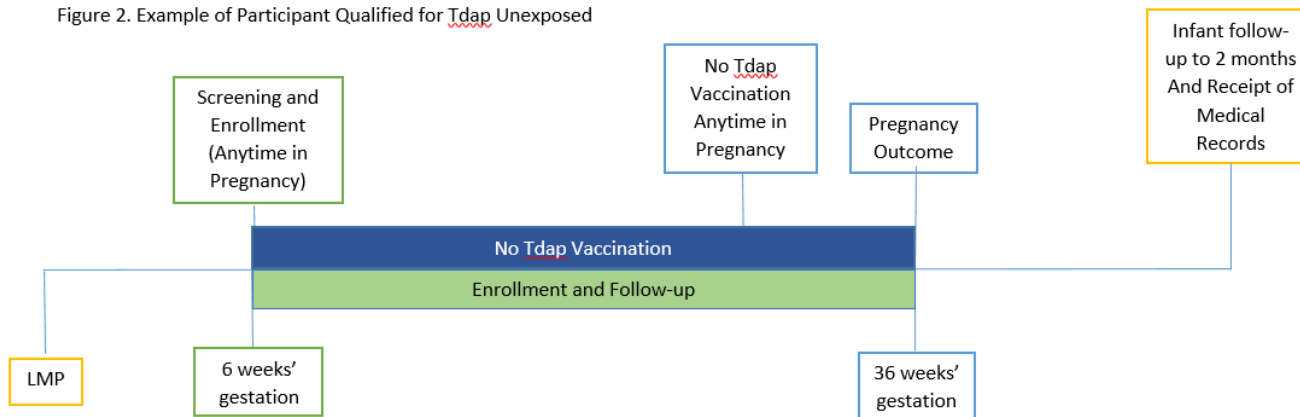 Figure 2. Example of Participant Qualified for Tdap Unexposed
Screening and
Enrollment
(Anytime in
Pregnancy)
No Tdap
Vaccination
Anytime in
Pregnancy
Pregnancy
Outcome
Infant follow-
up to 2 months
And Receipt of
Medical
Records
No Tdap Vaccination
Enrollment and Follow-up
LMP
6 weeks’
gestation
36 weeks’
gestation